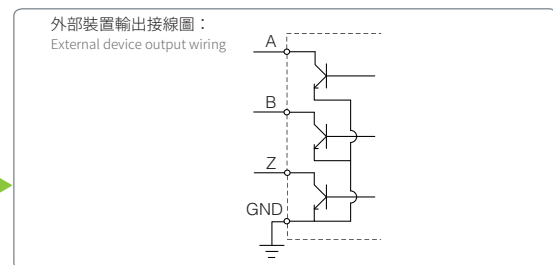 外部裝置輸出接線圖：
External device output wiring
A
B
Z
GND